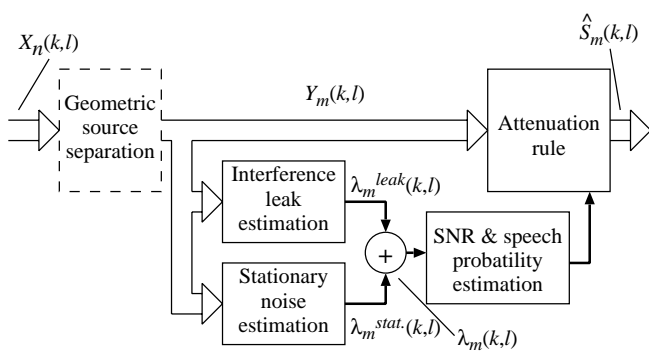 X_n(k,l)
Ŝ_m(k,l)
Geometric
source
separation
Y_m(k,l)
Attenuation
rule
Interference
leak
estimation
λ_m^leak(k,l)
+
SNR & speech
probatility
estimation
Stationary
noise
estimation
λ_m^stat.(k,l)
λ_m(k,l)